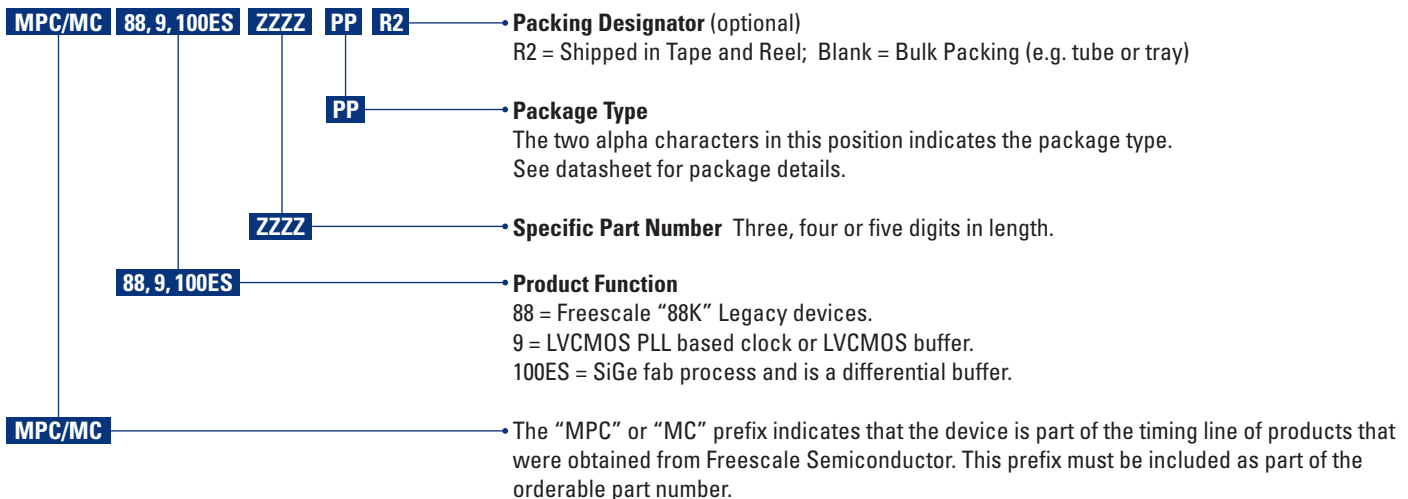 MPC/MC 88, 9, 100ES ZZZZ PP R2 Packing Designator (optional)
R2 = Shipped in Tape and Reel; Blank = Bulk Packing (e.g. tube or tray)
PP Package Type
The two alpha characters in this position indicates the package type.
See datasheet for package details.
ZZZZ Specific Part Number Three, four or five digits in length.
88, 9, 100ES Product Function
88 = Freescale “88K” Legacy devices.
9 = LVCMOS PLL based clock or LVCMOS buffer.
100ES = SiGe fab process and is a differential buffer.
MPC/MC The “MPC” or “MC” prefix indicates that the device is part of the timing line of products that
were obtained from Freescale Semiconductor. This prefix must be included as part of the
orderable part number.